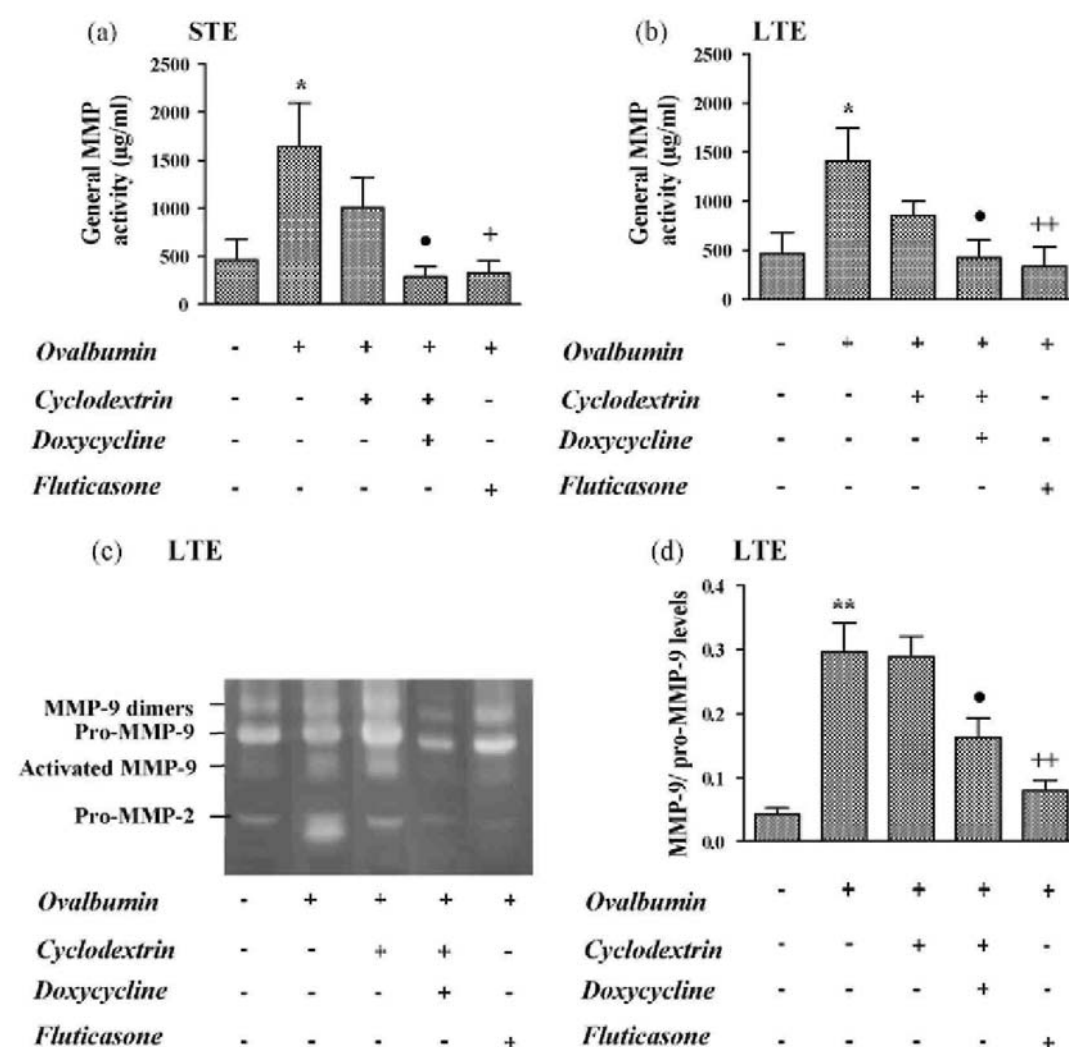 (a) STE
General MMP
activity (µg/ml)
2500
2000
1500
1000
500
0
*
●
+
Ovalbumin - + + + +
Cyclodextrin - - + + -
Doxycycline - - - + -
Fluticasone - - - - +
(b) LTE
General MMP
activity (µg/ml)
2500
2000
1500
1000
500
0
*
●
++
Ovalbumin - + + + +
Cyclodextrin - - + + -
Doxycycline - - - + -
Fluticasone - - - - +
(c) LTE
MMP-9 dimers
Pro-MMP-9
Activated MMP-9
Pro-MMP-2
Ovalbumin - + + + +
Cyclodextrin - - + + -
Doxycycline - - - + -
Fluticasone - - - - +
(d) LTE
MMP-9/ pro-MMP-9 levels
0.4
0.3
0.2
0.1
0.0
**
●
++
Ovalbumin - + + + +
Cyclodextrin - - + + -
Doxycycline - - - + -
Fluticasone - - - - +